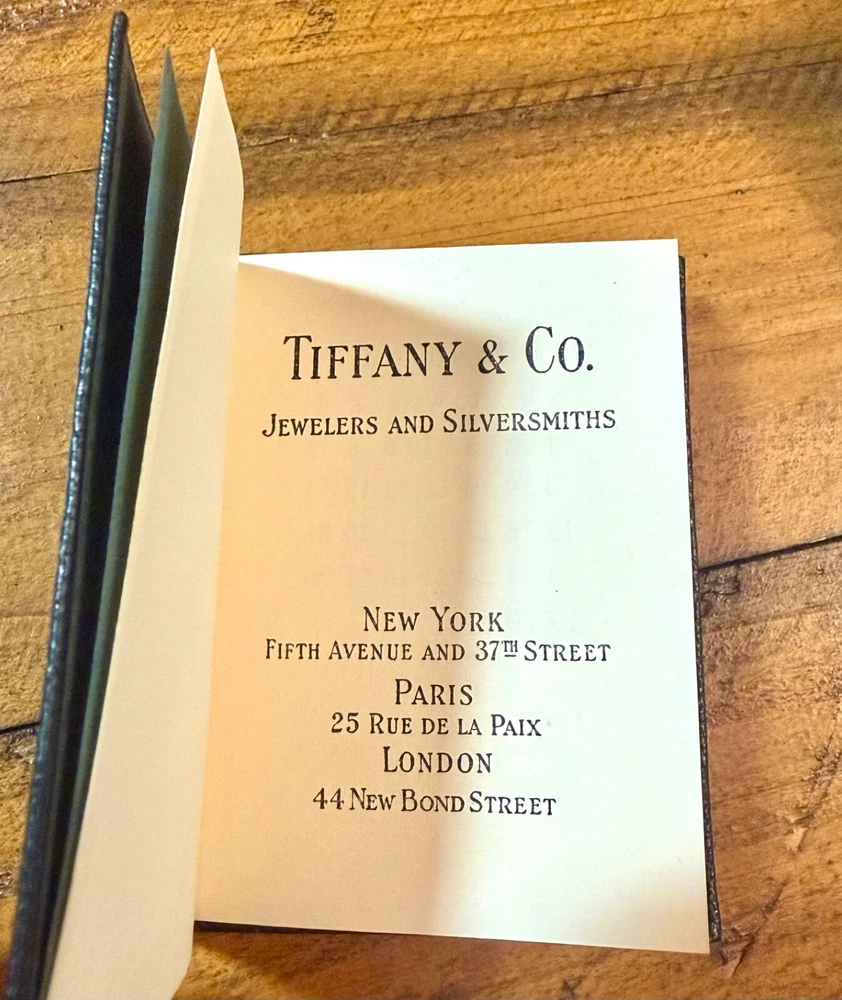 TIFFANY & CO.
JEWELERS AND SILVERSMITHS
NEW YORK
FIFTH AVENUE AND 37TH STREET
PARIS
25 RUE DE LA PAIX
LONDON
44 NEW BOND STREET